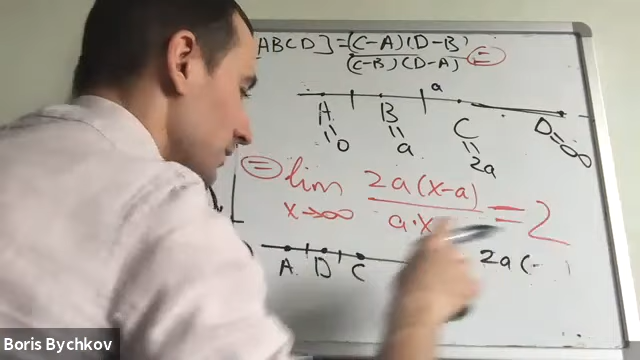 [ABCD] = (C-A)(D-B) / (C-B)(D-A) =
a
A B C D=∞
0 a 2a
= lim x→∞ 2a(x-a) / a·x = 2
A D C 2a(-
Boris Bychkov